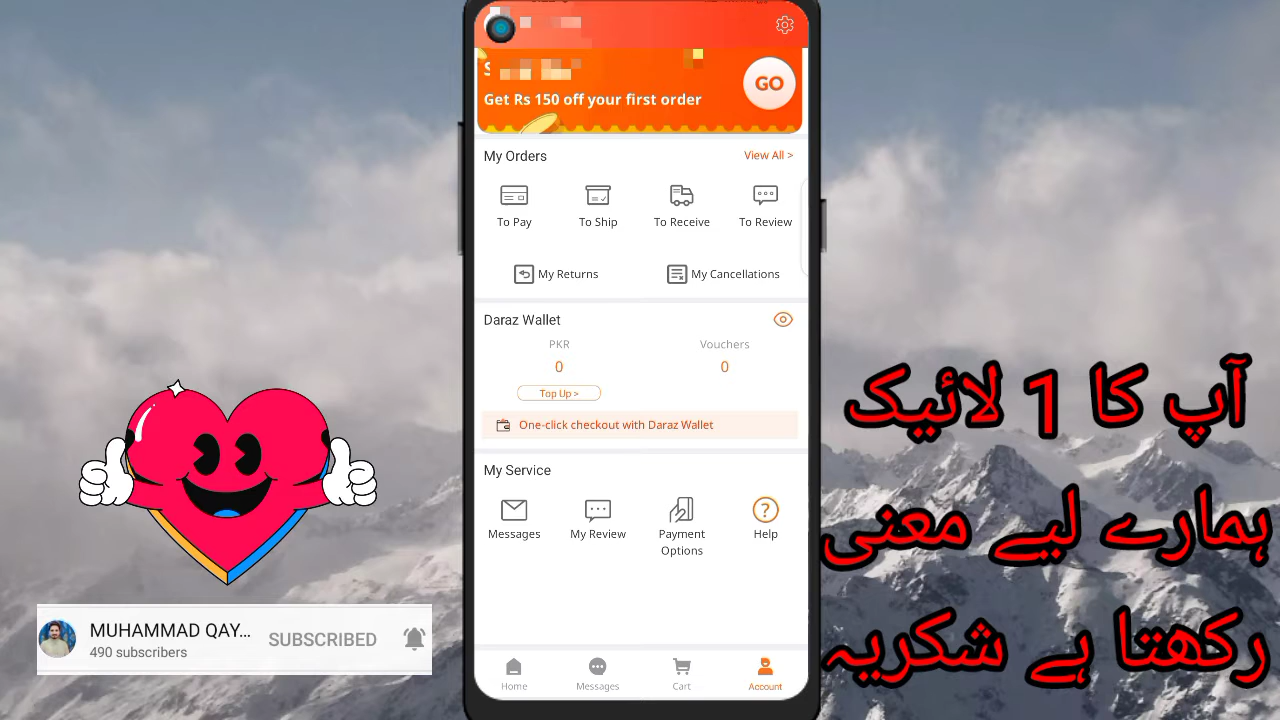 Get Rs 150 off your first order
GO
My Orders
View All >
To Pay
To Ship
To Receive
To Review
My Returns
My Cancellations
Daraz Wallet
PKR
Vouchers
0
0
Top Up >
One-click checkout with Daraz Wallet
My Service
Messages
My Review
Payment
Options
Help
Home
Messages
Cart
Account
MUHAMMAD QAY...
490 subscribers
SUBSCRIBED
آپ کا 1 لائیک
ہمارے لیے معنی
رکھتا ہے شکریہ